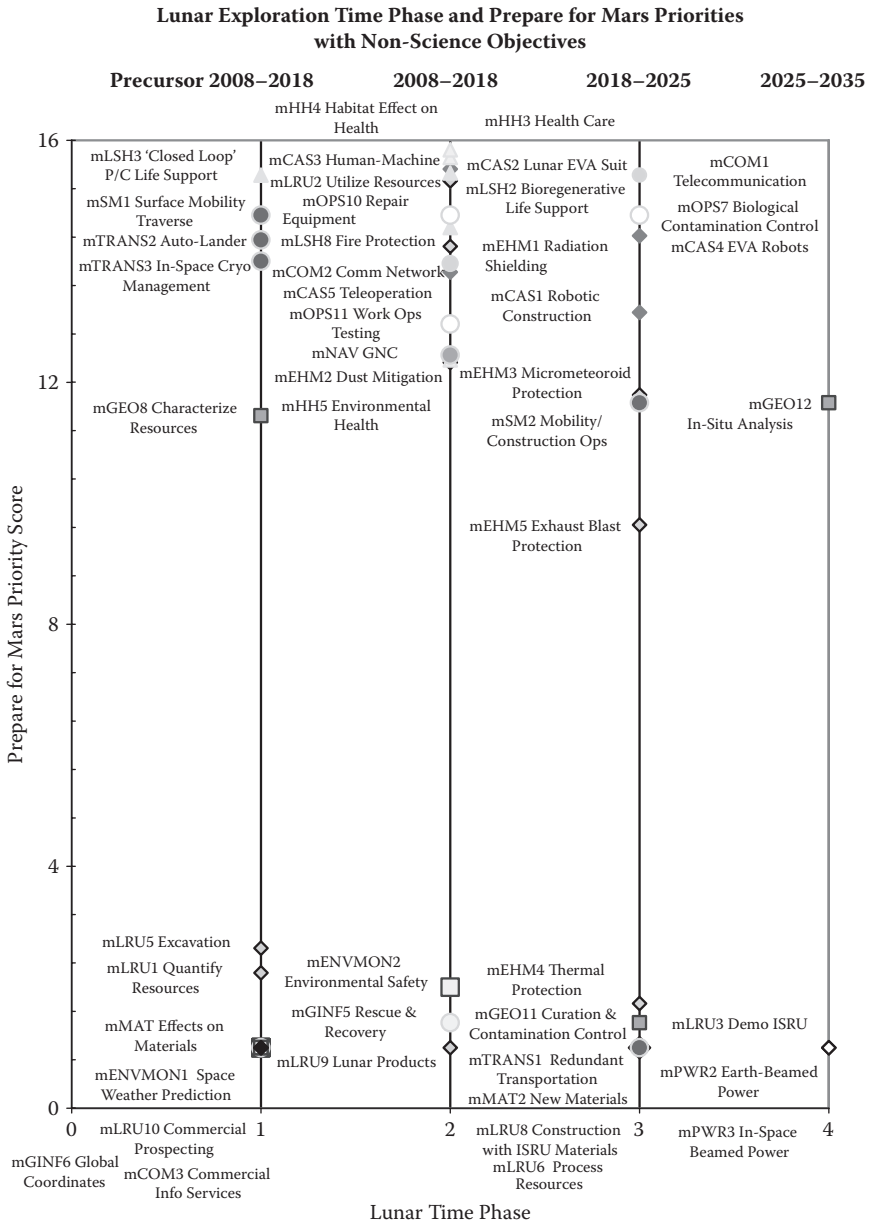 Lunar Exploration Time Phase and Prepare for Mars Priorities
with Non-Science Objectives
Precursor 2008–2018
2008–2018
2018–2025
2025–2035
16
12
8
4
0
Prepare for Mars Priority Score
mLSH3 ‘Closed Loop’
P/C Life Support
mSM1 Surface Mobility
Traverse
mTRANS2 Auto-Lander
mTRANS3 In-Space Cryo
Management
mGEO8 Characterize
Resources
mLRU5 Excavation
mLRU1 Quantify
Resources
mMAT Effects on
Materials
mENVMON1 Space
Weather Prediction
mLRU10 Commercial
Prospecting
mGINF6 Global
Coordinates
mCOM3 Commercial
Info Services
mHH4 Habitat Effect on
Health
mCAS3 Human-Machine
mLRU2 Utilize Resources
mOPS10 Repair
Equipment
mLSH8 Fire Protection
mCOM2 Comm Network
mCAS5 Teleoperation
mOPS11 Work Ops
Testing
mNAV GNC
mEHM2 Dust Mitigation
mHH5 Environmental
Health
mENVMON2
Environmental Safety
mGINF5 Rescue &
Recovery
mLRU9 Lunar Products
mHH3 Health Care
mCAS2 Lunar EVA Suit
mLSH2 Bioregenerative
Life Support
mEHM1 Radiation
Shielding
mCAS1 Robotic
Construction
mEHM3 Micrometeoroid
Protection
mSM2 Mobility/
Construction Ops
mEHM5 Exhaust Blast
Protection
mEHM4 Thermal
Protection
mGEO11 Curation &
Contamination Control
mTRANS1 Redundant
Transportation
mMAT2 New Materials
mLRU8 Construction
with ISRU Materials
mLRU6 Process
Resources
mCOM1
Telecommunication
mOPS7 Biological
Contamination Control
mCAS4 EVA Robots
mGEO12
In-Situ Analysis
mLRU3 Demo ISRU
mPWR2 Earth-Beamed
Power
mPWR3 In-Space
Beamed Power
0
1
2
3
4
Lunar Time Phase